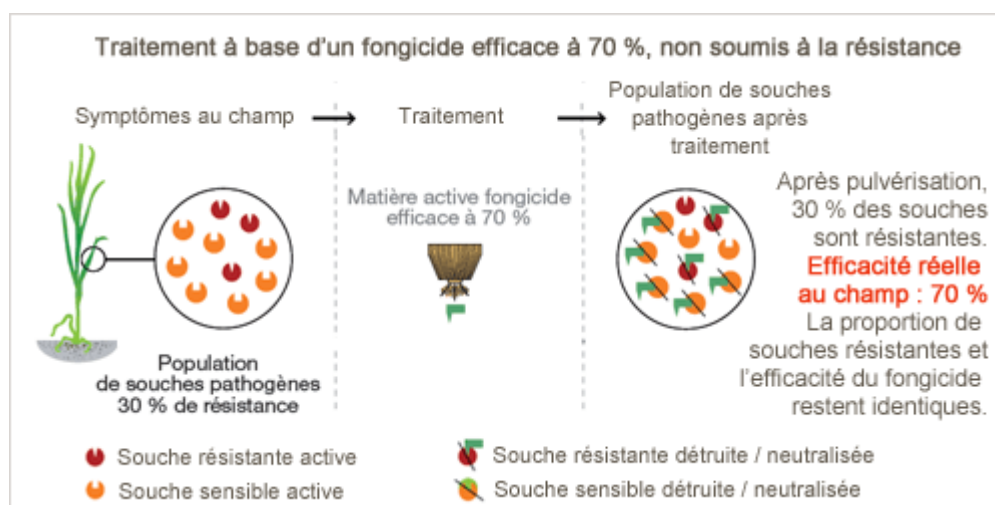 Traitement à base d'un fongicide efficace à 70 %, non soumis à la résistance
Symptômes au champ
Traitement
Population de souches
pathogènes après
traitement
Matière active fongicide
efficace à 70 %
Après pulvérisation,
30 % des souches
sont résistantes.
Efficacité réelle
au champ : 70 %
La proportion de
souches résistantes et
l'efficacité du fongicide
restent identiques.
Population
de souches pathogènes
30 % de résistance
Souche résistante active
Souche sensible active
Souche résistante détruite / neutralisée
Souche sensible détruite / neutralisée